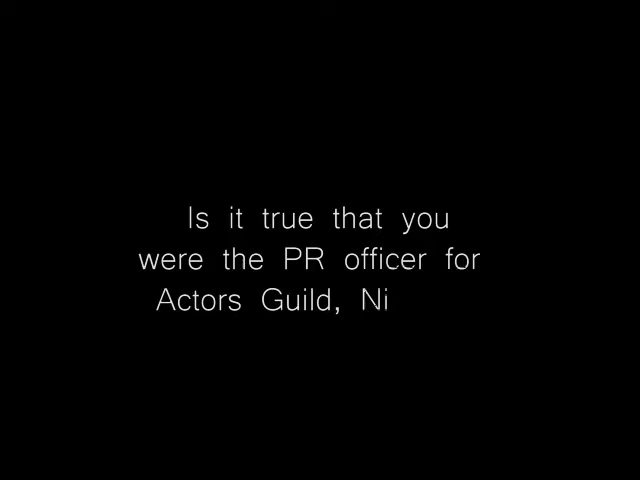 Is it true that you
were the PR officer for
Actors Guild, Ni